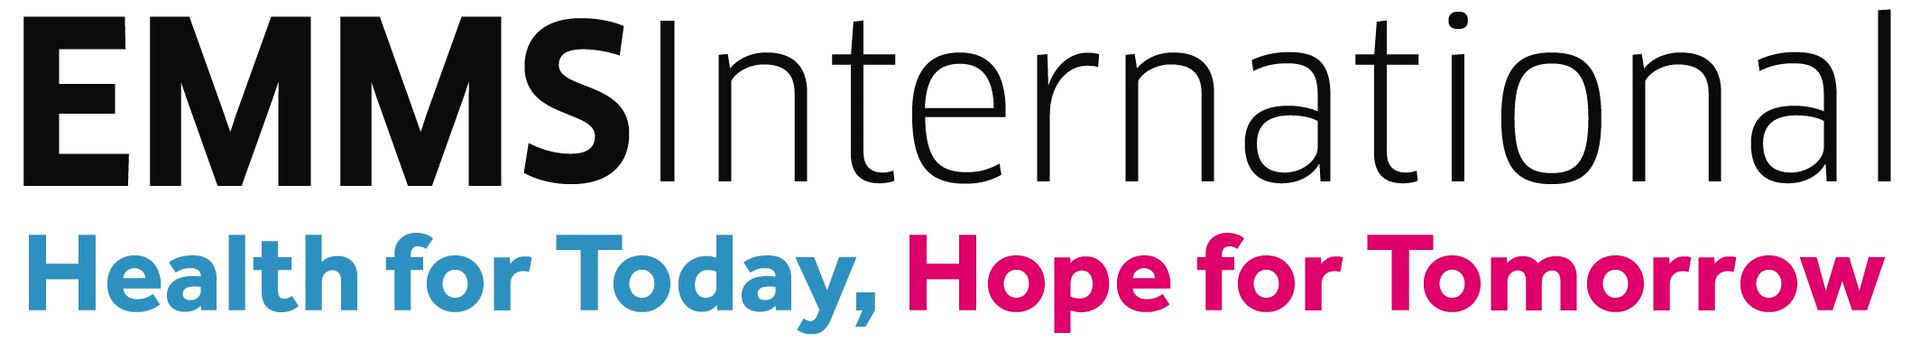 EMMSInternational
Health for Today, Hope for Tomorrow